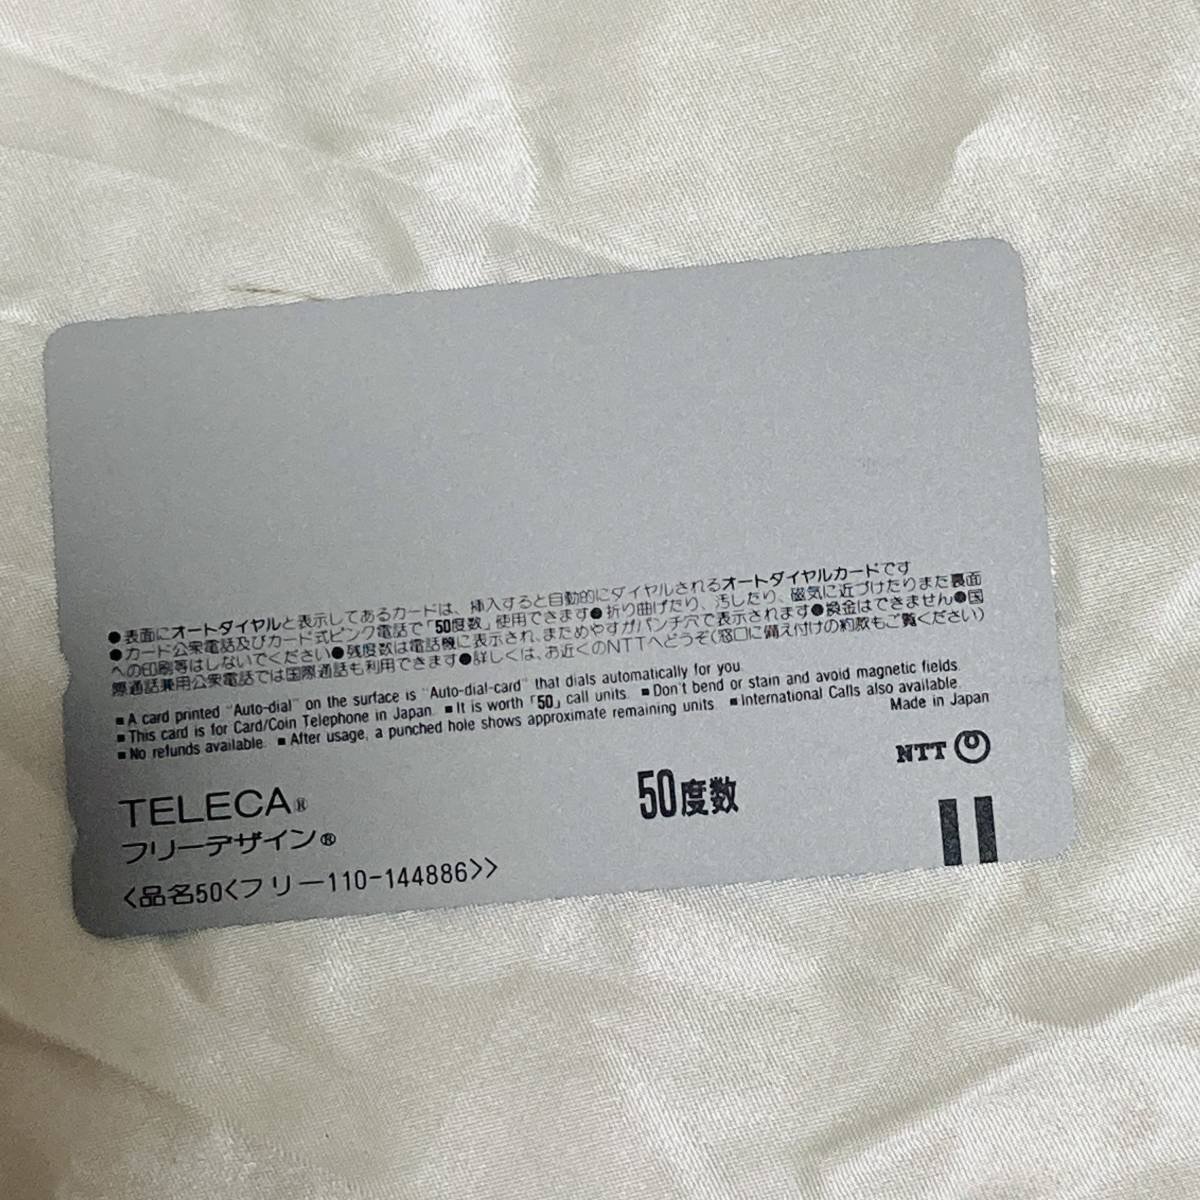 ●表面にオートダイヤルと表示してあるカードは、挿入すると自動的にダイヤルされるオートダイヤルカードです
●カード公衆電話及びカード式ピンク電話で「50度数」使用できます●折り曲げたり、汚したり、磁気に近づけたりまた裏面
への印刷等はしないでください●残度数は電話機に表示され、まためやすがパンチ穴で表示されます●換金はできません●国
際通話兼用公衆電話では国際通話も利用できます●詳しくは、お近くのNTTへどうぞ(窓口に備え付けの約款もご覧ください)
■A card printed "Auto-dial" on the surface is "Auto-dial-card" that dials automatically for you.
■This card is for Card/Coin Telephone in Japan. ■It is worth「50」call units. ■Don't bend or stain and avoid magnetic fields.
■No refunds available. ■After usage, a punched hole shows approximate remaining units. ■International Calls also available.
Made in Japan
NTT
TELECA®
50度数
フリーデザイン®
<品名50<フリー110-144886>>